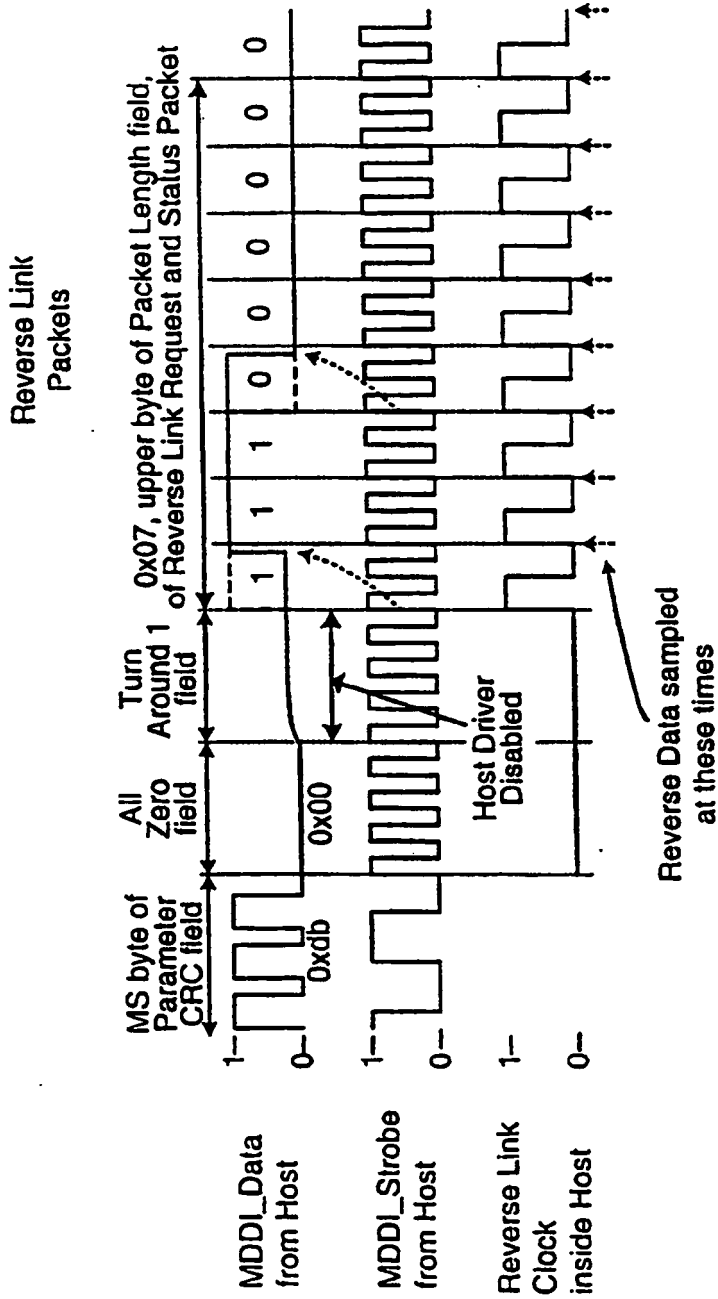 Reverse Link
Packets
MS byte of
Parameter
CRC field
All
Zero
field
Turn
Around 1
field
0x07, upper byte of Packet Length field,
of Reverse Link Request and Status Packet
MDDI_Data
from Host
1
0
0xdb
0x00
1
1
1
0
0
0
0
0
0
MDDI_Strobe
from Host
1
0
Host Driver
Disabled
Reverse Link
Clock
inside Host
1
0
Reverse Data sampled
at these times